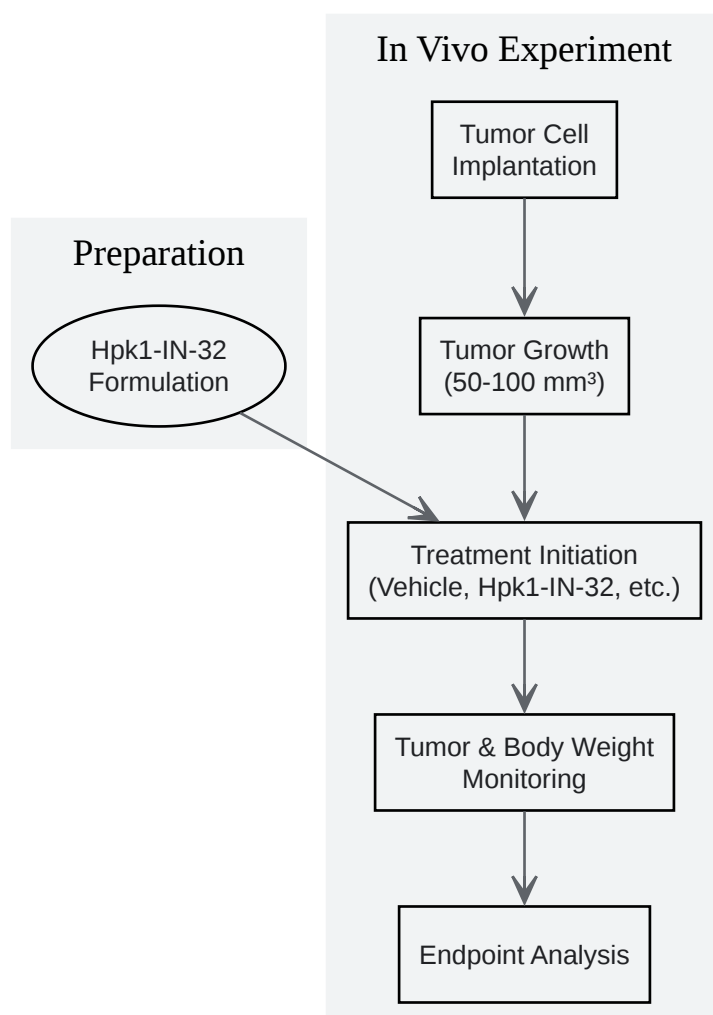 In Vivo Experiment
Tumor Cell
Implantation
Preparation
Hpk1-IN-32
Formulation
Tumor Growth
(50-100 mm³)
Treatment Initiation
(Vehicle, Hpk1-IN-32, etc.)
Tumor & Body Weight
Monitoring
Endpoint Analysis